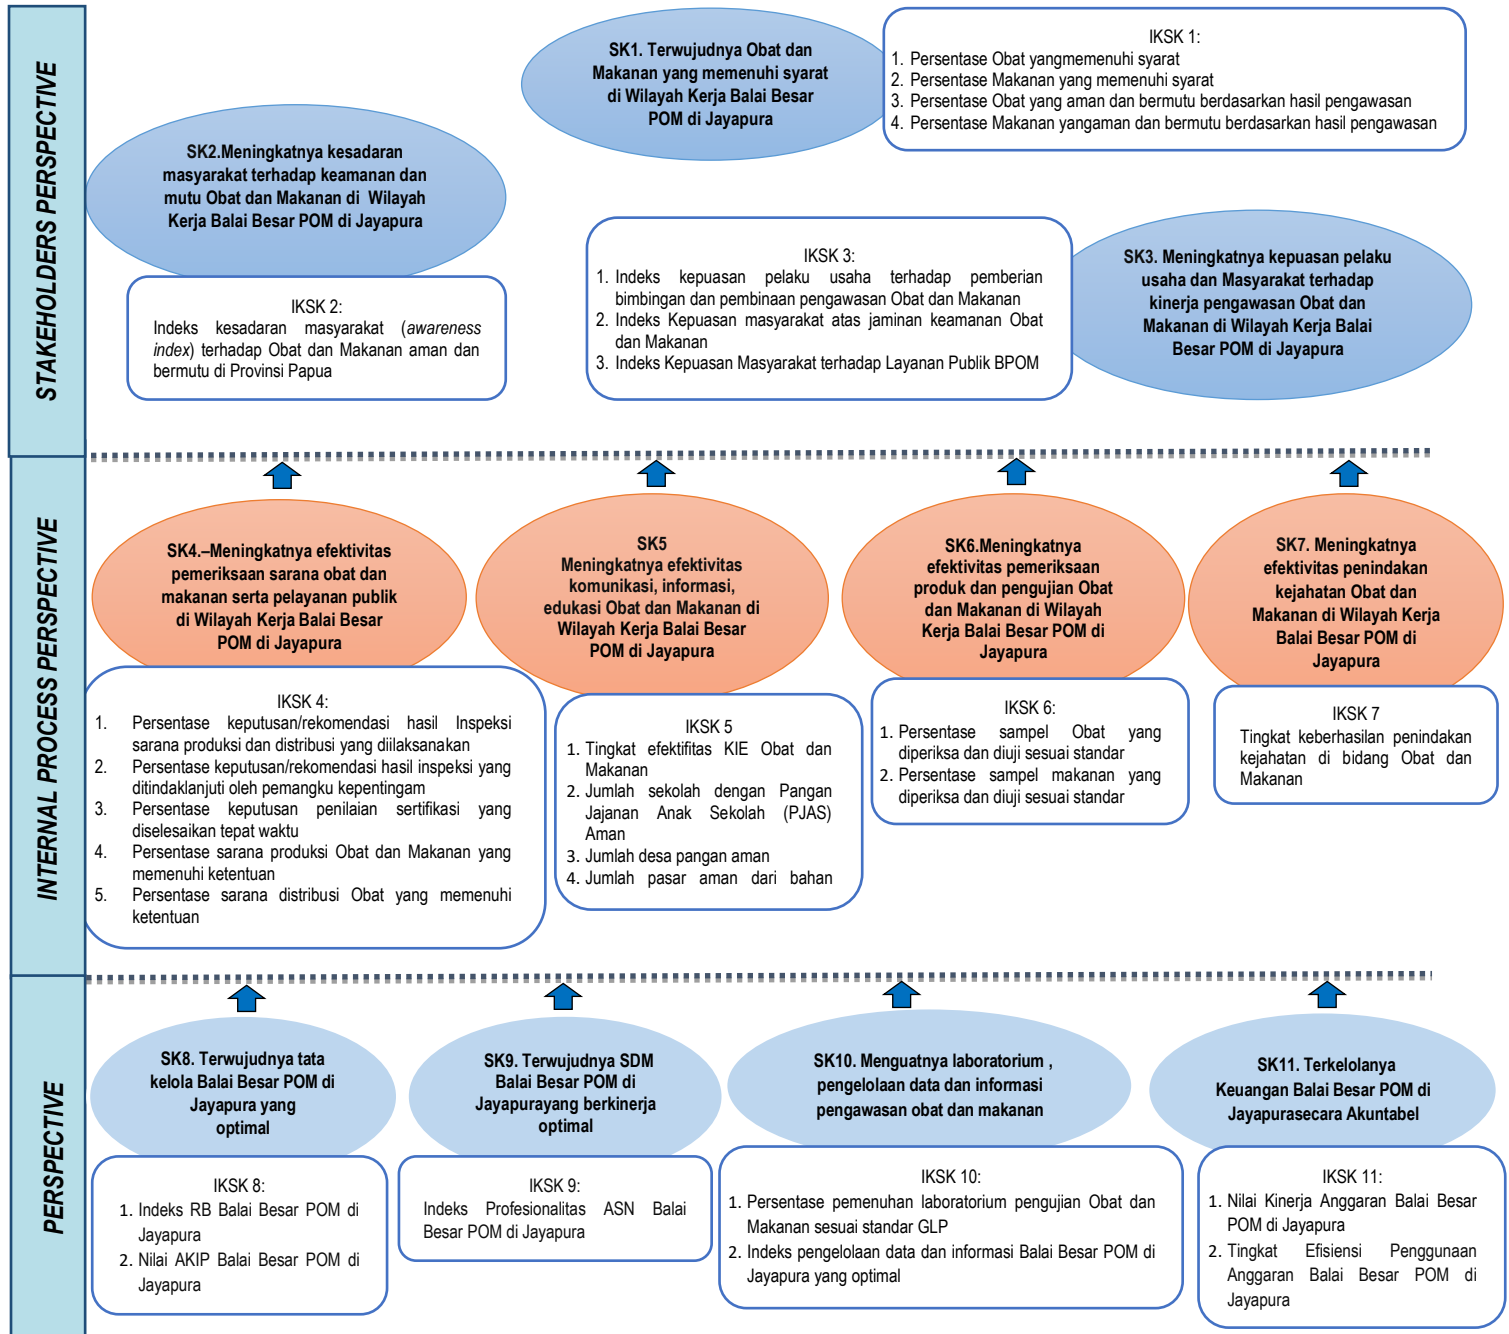 STAKEHOLDERS PERSPECTIVE
SK1. Terwujudnya Obat dan
Makanan yang memenuhi syarat
di Wilayah Kerja Balai Besar
POM di Jayapura
IKSK 1:
1. Persentase Obat yangmemenuhi syarat
2. Persentase Makanan yang memenuhi syarat
3. Persentase Obat yang aman dan bermutu berdasarkan hasil pengawasan
4. Persentase Makanan yangaman dan bermutu berdasarkan hasil pengawasan
SK2.Meningkatnya kesadaran
masyarakat terhadap keamanan dan
mutu Obat dan Makanan di Wilayah
Kerja Balai Besar POM di Jayapura
IKSK 2:
Indeks kesadaran masyarakat (awareness
index) terhadap Obat dan Makanan aman dan
bermutu di Provinsi Papua
IKSK 3:
1. Indeks kepuasan pelaku usaha terhadap pemberian
bimbingan dan pembinaan pengawasan Obat dan Makanan
2. Indeks Kepuasan masyarakat atas jaminan keamanan Obat
dan Makanan
3. Indeks Kepuasan Masyarakat terhadap Layanan Publik BPOM
SK3. Meningkatnya kepuasan pelaku
usaha dan Masyarakat terhadap
kinerja pengawasan Obat dan
Makanan di Wilayah Kerja Balai
Besar POM di Jayapura
INTERNAL PROCESS PERSPECTIVE
SK4.–Meningkatnya efektivitas
pemeriksaan sarana obat dan
makanan serta pelayanan publik
di Wilayah Kerja Balai Besar
POM di Jayapura
IKSK 4:
1. Persentase keputusan/rekomendasi hasil Inspeksi
sarana produksi dan distribusi yang diilaksanakan
2. Persentase keputusan/rekomendasi hasil inspeksi yang
ditindaklanjuti oleh pemangku kepentingam
3. Persentase keputusan penilaian sertifikasi yang
diselesaikan tepat waktu
4. Persentase sarana produksi Obat dan Makanan yang
memenuhi ketentuan
5. Persentase sarana distribusi Obat yang memenuhi
ketentuan
SK5
Meningkatnya efektivitas
komunikasi, informasi,
edukasi Obat dan Makanan di
Wilayah Kerja Balai Besar
POM di Jayapura
IKSK 5
1. Tingkat efektifitas KIE Obat dan
Makanan
2. Jumlah sekolah dengan Pangan
Jajanan Anak Sekolah (PJAS)
Aman
3. Jumlah desa pangan aman
4. Jumlah pasar aman dari bahan
SK6.Meningkatnya
efektivitas pemeriksaan
produk dan pengujian Obat
dan Makanan di Wilayah
Kerja Balai Besar POM di
Jayapura
IKSK 6:
1. Persentase sampel Obat yang
diperiksa dan diuji sesuai standar
2. Persentase sampel makanan yang
diperiksa dan diuji sesuai standar
SK7. Meningkatnya
efektivitas penindakan
kejahatan Obat dan
Makanan di Wilayah Kerja
Balai Besar POM di
Jayapura
IKSK 7
Tingkat keberhasilan penindakan
kejahatan di bidang Obat dan
Makanan
PERSPECTIVE
SK8. Terwujudnya tata
kelola Balai Besar POM di
Jayapura yang
optimal
IKSK 8:
1. Indeks RB Balai Besar POM di
Jayapura
2. Nilai AKIP Balai Besar POM di
Jayapura
SK9. Terwujudnya SDM
Balai Besar POM di
Jayapurayang berkinerja
optimal
IKSK 9:
Indeks Profesionalitas ASN Balai
Besar POM di Jayapura
SK10. Menguatnya laboratorium ,
pengelolaan data dan informasi
pengawasan obat dan makanan
IKSK 10:
1. Persentase pemenuhan laboratorium pengujian Obat dan
Makanan sesuai standar GLP
2. Indeks pengelolaan data dan informasi Balai Besar POM di
Jayapura yang optimal
SK11. Terkelolanya
Keuangan Balai Besar POM di
Jayapurasecara Akuntabel
IKSK 11:
1. Nilai Kinerja Anggaran Balai Besar
POM di Jayapura
2. Tingkat Efisiensi Penggunaan
Anggaran Balai Besar POM di
Jayapura